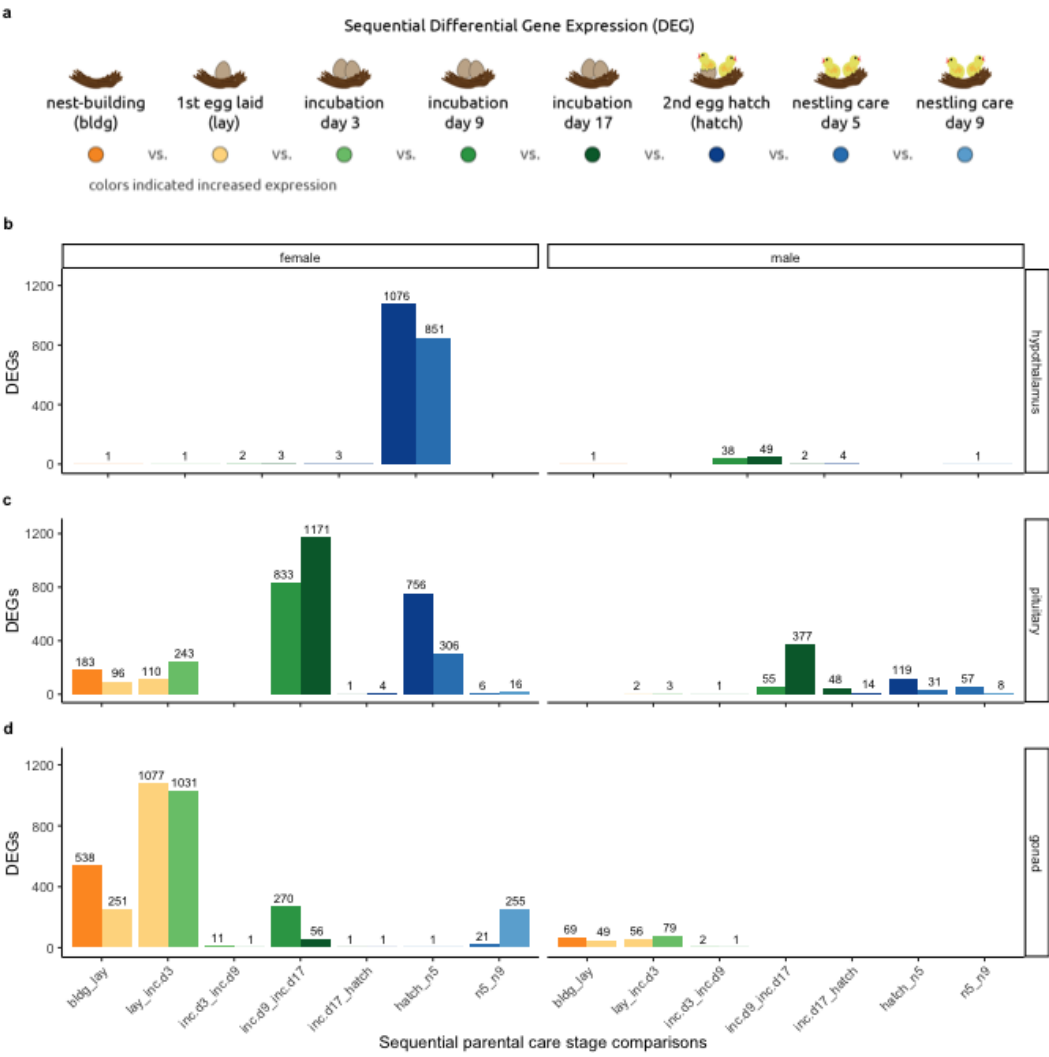 a
Sequential Differential Gene Expression (DEG)
nest-building 1st egg laid incubation incubation incubation 2nd egg hatch nestling care nestling care
(bldg) (lay) day 3 day 9 day 17 (hatch) day 5 day 9
vs. vs. vs. vs. vs. vs. vs.
colors indicated increased expression
b
female male
1200
800
400
0
DEGs
1 1 2 3 3 1076 851
1 38 49 2 4 1
hypothalamus
c
1200
800
400
0
DEGs
183 96 110 243 833 1171 1 4 756 306 6 16
2 3 1 55 377 48 14 119 31 57 8
pituitary
d
1200
800
400
0
DEGs
538 251 1077 1031 11 1 270 56 1 1 1 21 255
69 49 56 79 2 1
gonad
bldg_lay lay_inc.d3 inc.d3_inc.d9 inc.d9_inc.d17 inc.d17_hatch hatch_n5 n5_n9
bldg_lay lay_inc.d3 inc.d3_inc.d9 inc.d9_inc.d17 inc.d17_hatch hatch_n5 n5_n9
Sequential parental care stage comparisons